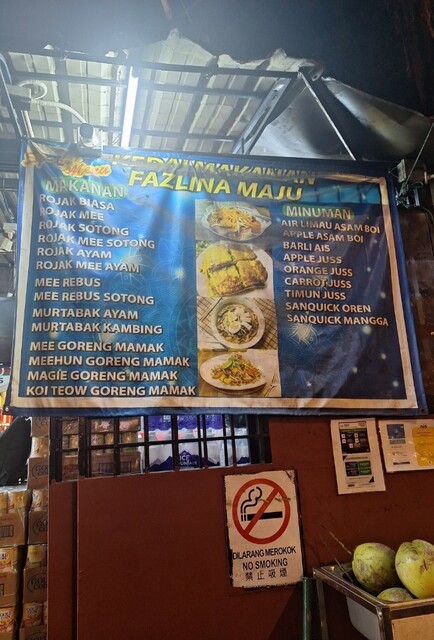 Menu
KEDAI MAKANAN
FAZLINA MAJU
MAKANAN
ROJAK BIASA
ROJAK MEE
ROJAK SOTONG
ROJAK MEE SOTONG
ROJAK AYAM
ROJAK MEE AYAM
MEE REBUS
MEE REBUS SOTONG
MURTABAK AYAM
MURTABAK KAMBING
MEE GORENG MAMAK
MEEHUN GORENG MAMAK
MAGIE GORENG MAMAK
KOI TEOW GORENG MAMAK
MINUMAN
AIR LIMAU ASAM BOI
APPLE ASAM BOI
BARLI AIS
APPLE JUSS
ORANGE JUSS
CARROT JUSS
TIMUN JUSS
SANQUICK OREN
SANQUICK MANGGA
DILARANG MEROKOK
NO SMOKING
禁止吸煙